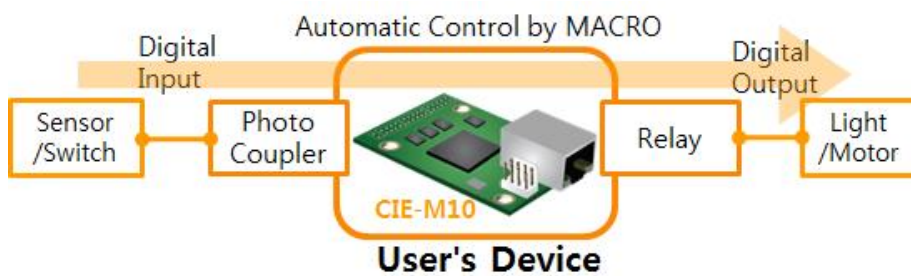 Automatic Control by MACRO
Digital
Input
Digital
Output
Sensor
/Switch
Photo
Coupler
CIE-M10
Relay
Light
/Motor
User's Device